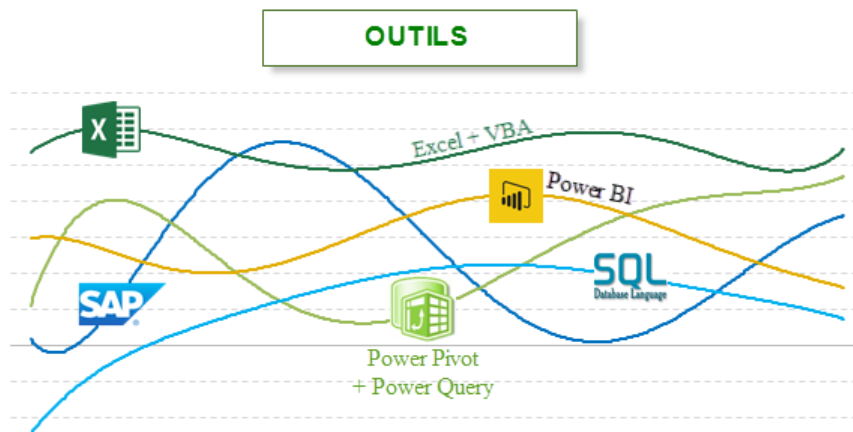 OUTILS
X
Excel + VBA
Power BI
SAP
SQL
Database Language
Power Pivot
+ Power Query